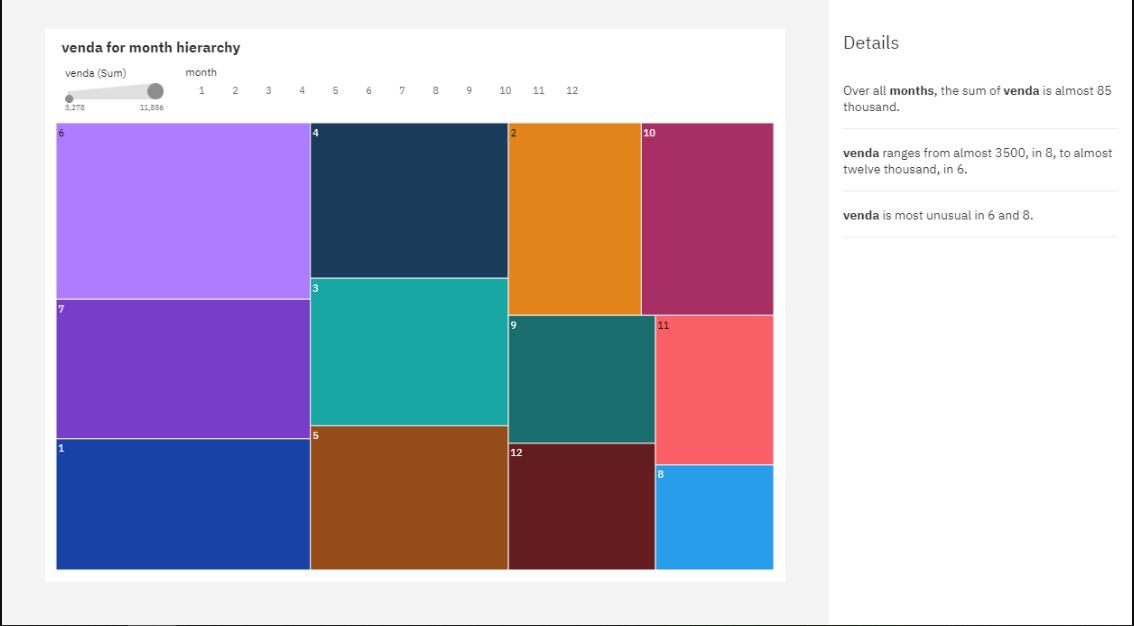 venda for month hierarchy
venda (Sum)
month
3,278
11,856
1 2 3 4 5 6 7 8 9 10 11 12
6
4
2
10
7
3
9
11
1
5
12
8
Details
Over all months, the sum of venda is almost 85
thousand.
venda ranges from almost 3500, in 8, to almost
twelve thousand, in 6.
venda is most unusual in 6 and 8.